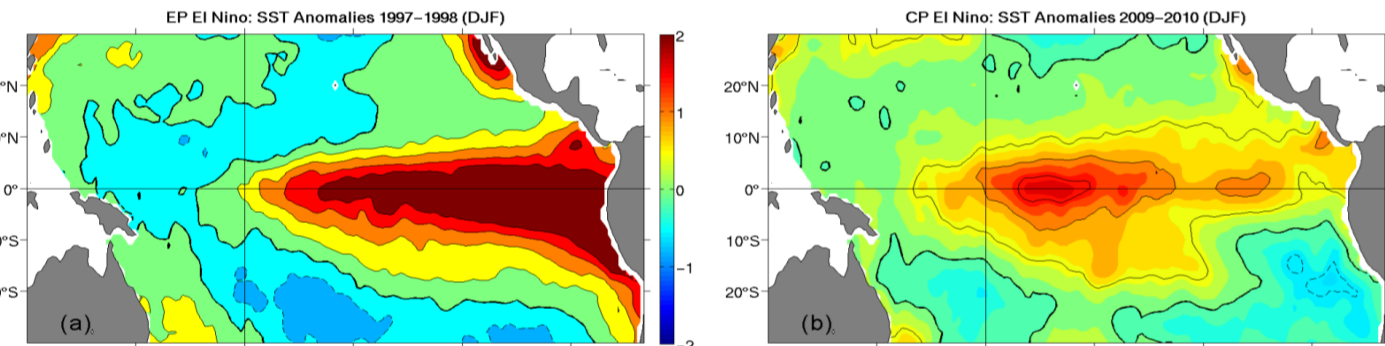 EP El Nino: SST Anomalies 1997–1998 (DJF)
°N
°N
0°
°S
°S
(a)
2
1
0
−1
CP El Nino: SST Anomalies 2009–2010 (DJF)
20°N
10°N
0°
10°S
20°S
(b)